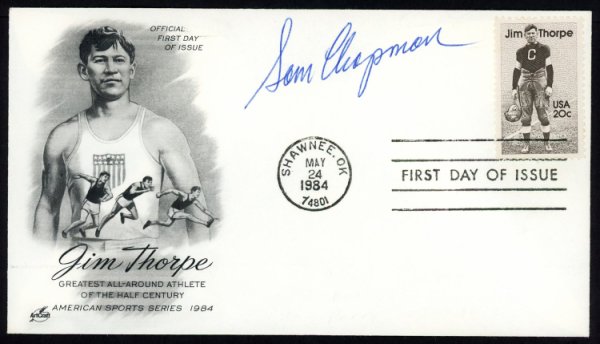 OFFICIAL
FIRST DAY
OF ISSUE
Sam Chapman
Jim Thorpe
C
USA
20c
SHAWNEE, OK
MAY
24
1984
74801
FIRST DAY OF ISSUE
Jim Thorpe
GREATEST ALL-AROUND ATHLETE
OF THE HALF CENTURY
AMERICAN SPORTS SERIES 1984
ArtCraft